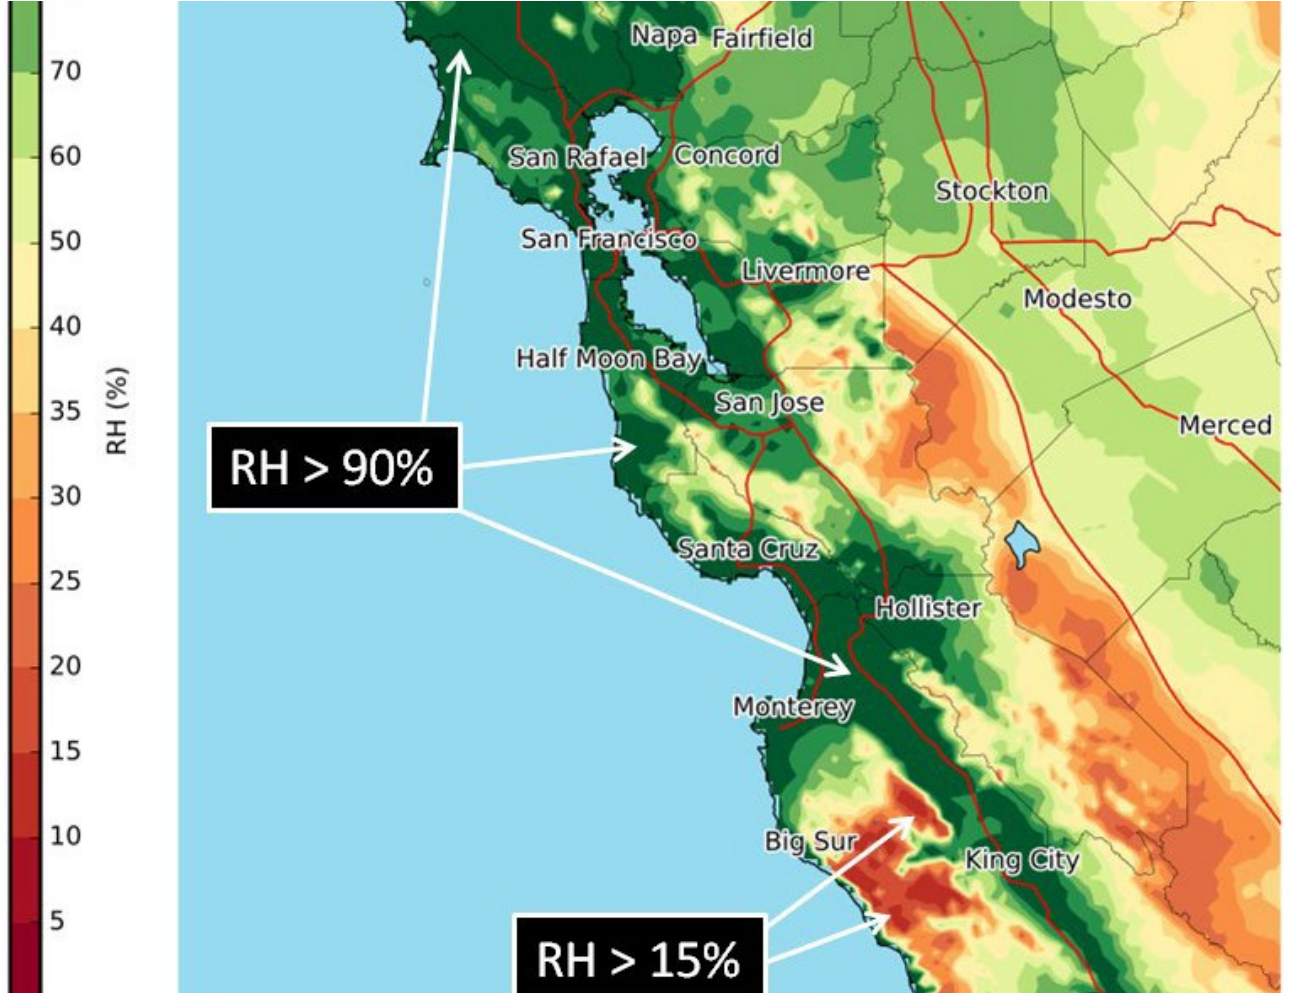 70
60
50
40
35
30
25
20
15
10
5
RH (%)
Napa
Fairfield
San Rafael
Concord
Stockton
San Francisco
Livermore
Modesto
Half Moon Bay
San Jose
Merced
RH > 90%
Santa Cruz
Hollister
Monterey
Big Sur
King City
RH > 15%